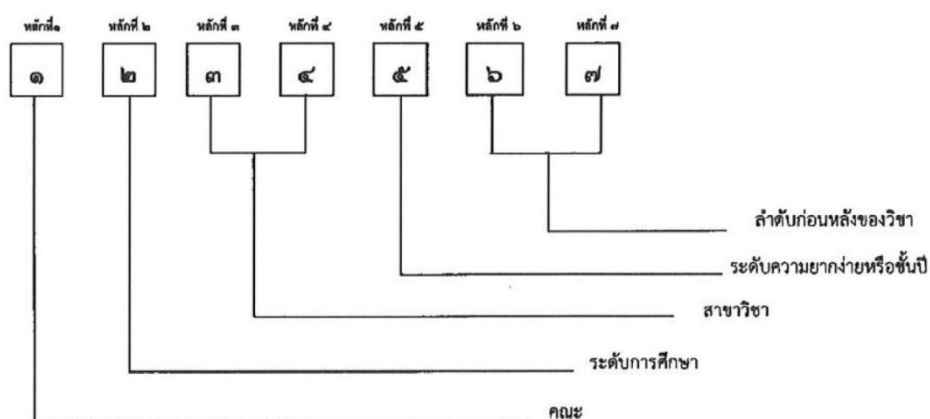 หลักที่๑ หลักที่ ๒ หลักที่ ๓ หลักที่ ๔ หลักที่ ๕ หลักที่ ๖ หลักที่ ๗
๑ ๒ ๓ ๔ ๕ ๖ ๗
ลำดับก่อนหลังของวิชา
ระดับความยากง่ายหรือชั้นปี
สาขาวิชา
ระดับการศึกษา
คณะ